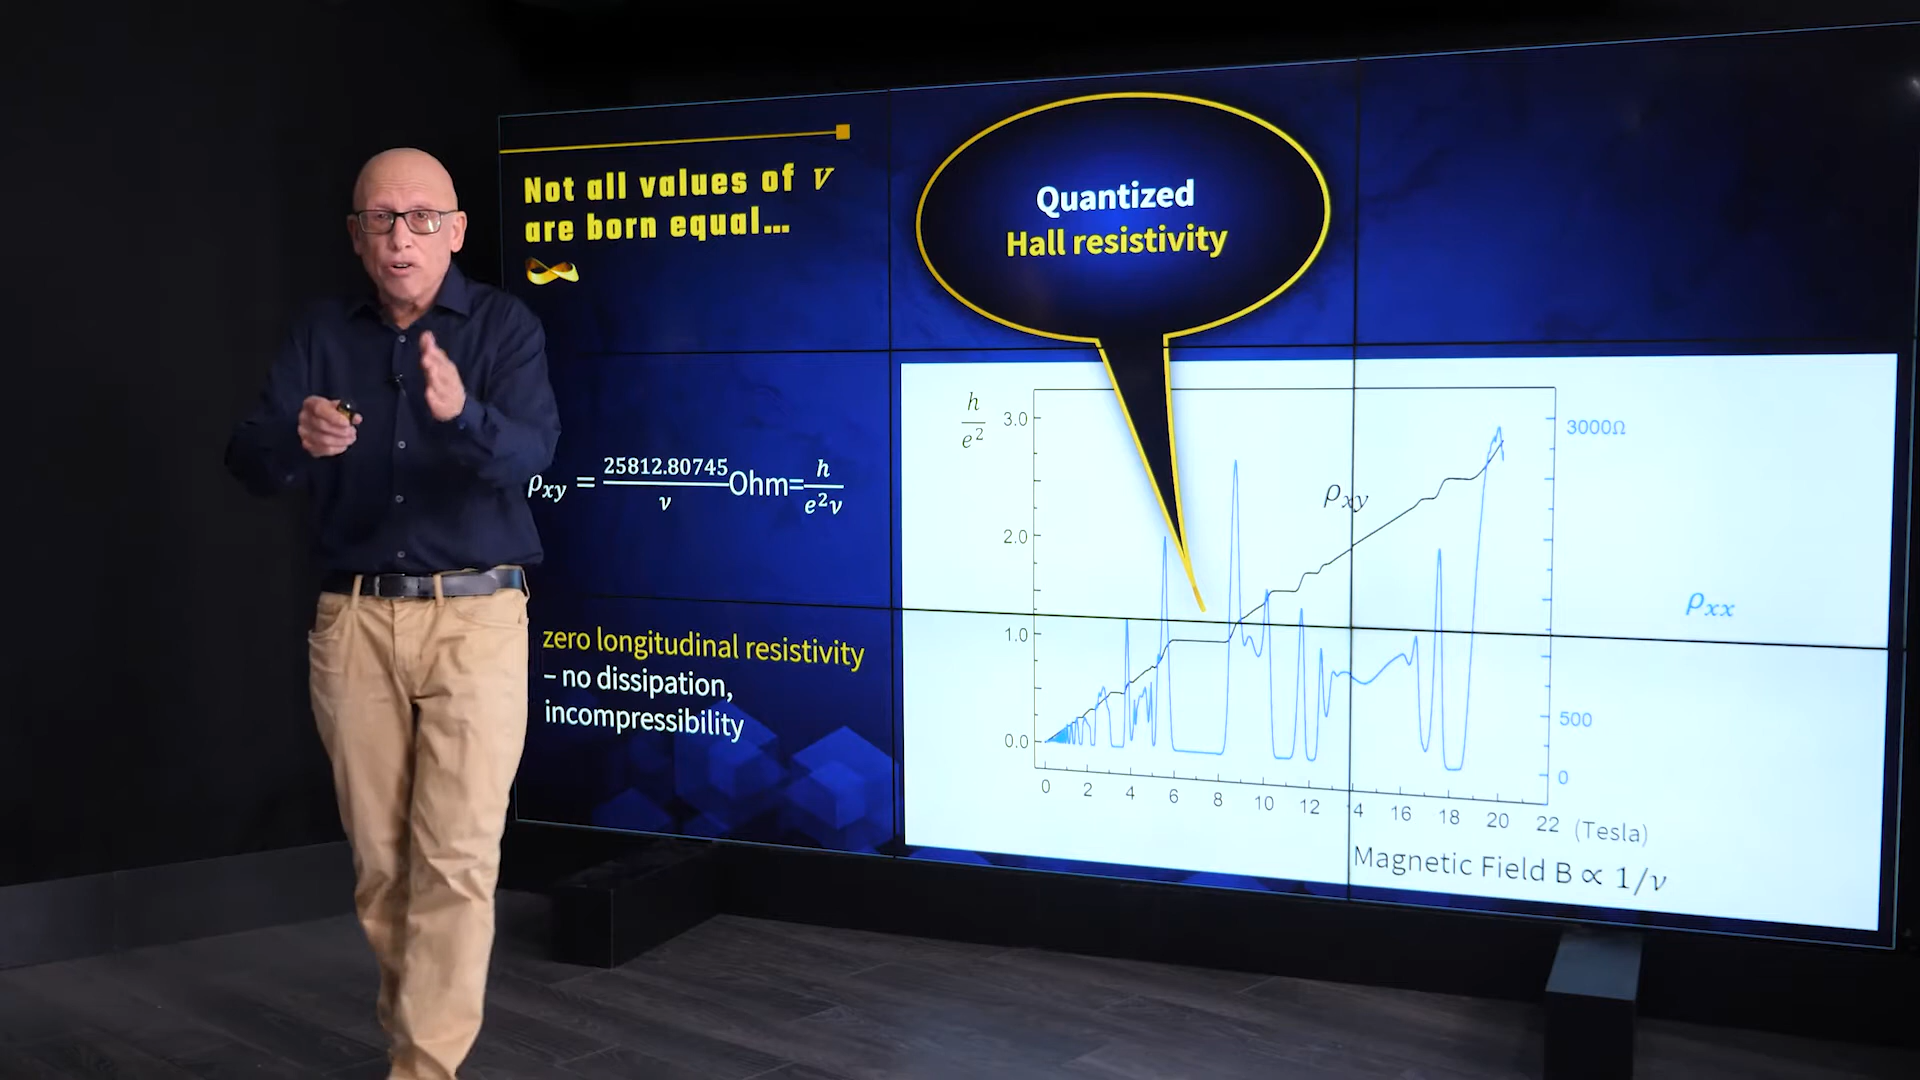 Not all values of ν
are born equal...
Quantized
Hall resistivity
ρxy = 25812.80745/ν Ohm= h/e²ν
zero longitudinal resistivity
– no dissipation,
incompressibility
h/e²
3.0
2.0
1.0
0.0
ρxy
3000Ω
ρxx
500
0
0 2 4 6 8 10 12 4 16 18 20 22 (Tesla)
Magnetic Field B ∝ 1/ν